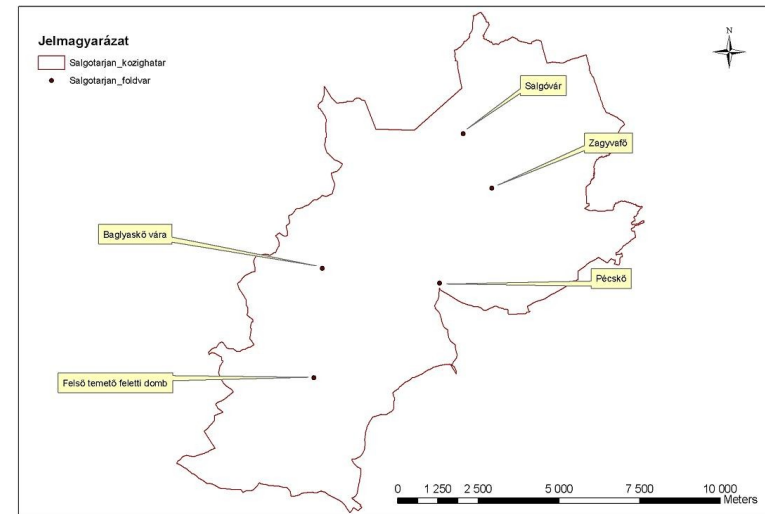 Jelmagyarázat
Salgotarjan_kozighatar
Salgotarjan_foldvar
N
Salgóvár
Zagyvafő
Baglyaskő vára
Pécskő
Felső temető feletti domb
0 1 250 2 500 5 000 7 500 10 000
Meters